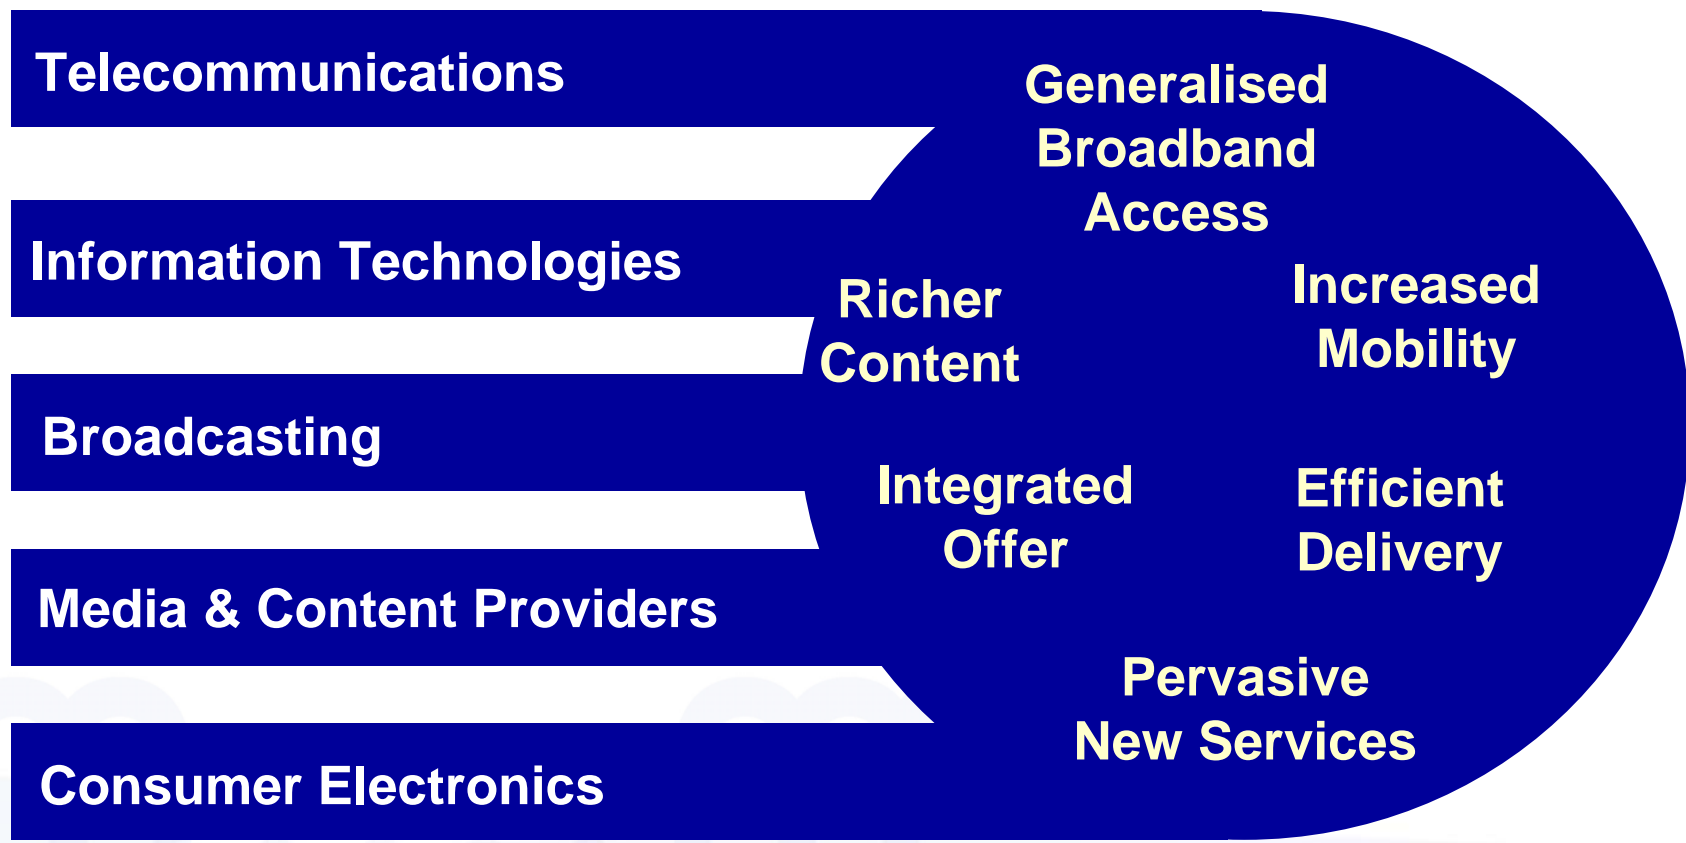 Telecommunications
Information Technologies
Broadcasting
Media & Content Providers
Consumer Electronics
Generalised
Broadband
Access
Richer
Content
Increased
Mobility
Integrated
Offer
Efficient
Delivery
Pervasive
New Services